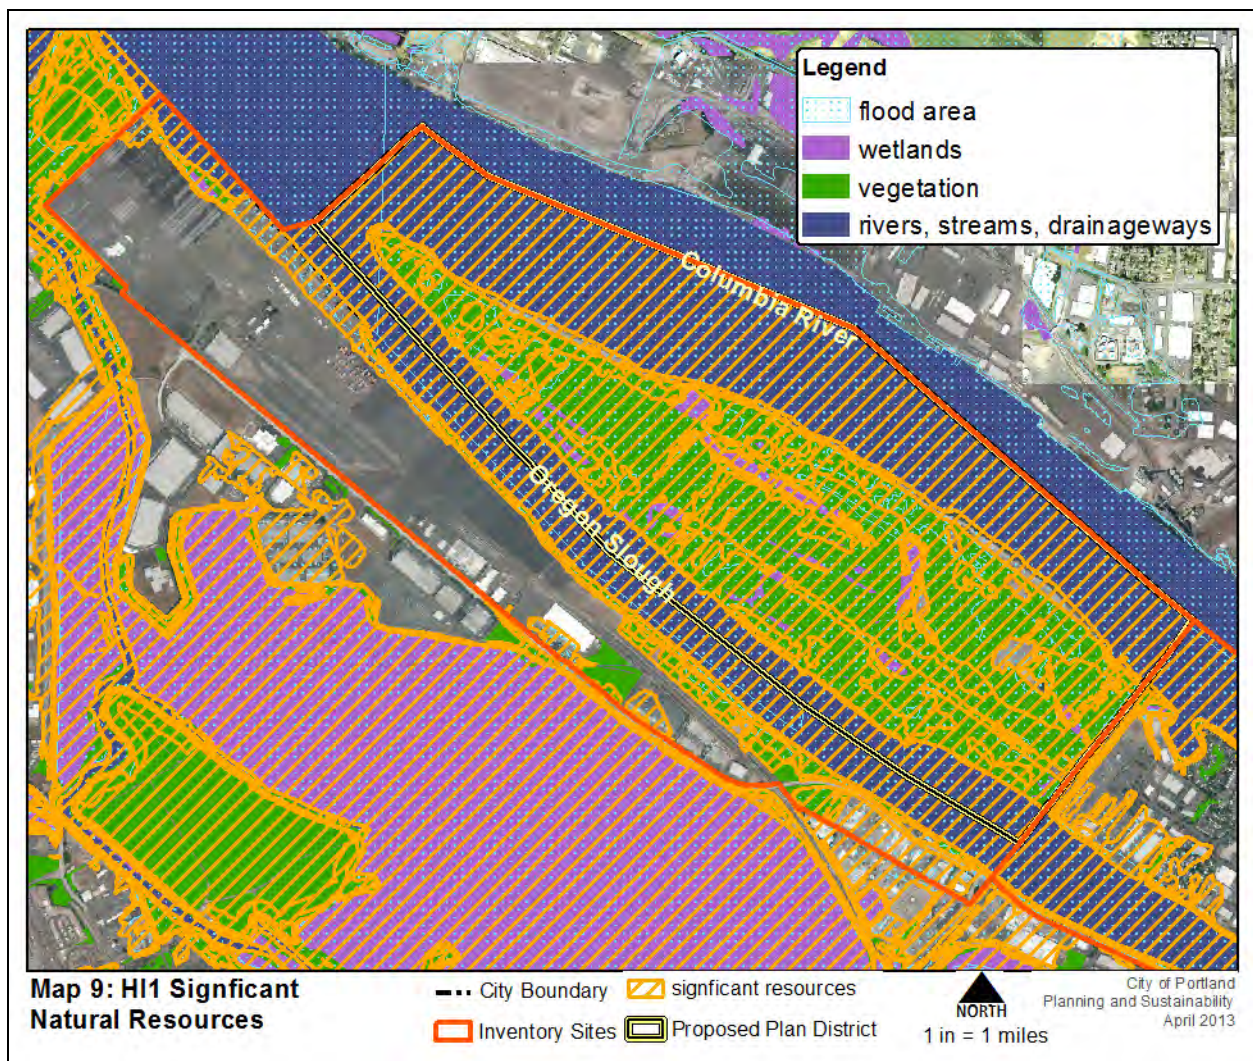 Legend
flood area
wetlands
vegetation
rivers, streams, drainageways
Columbia River
Oregon Slough
Map 9: HI1 Signficant
Natural Resources
City Boundary
signficant resources
Inventory Sites
Proposed Plan District
NORTH
1 in = 1 miles
City of Portland
Planning and Sustainability
April 2013